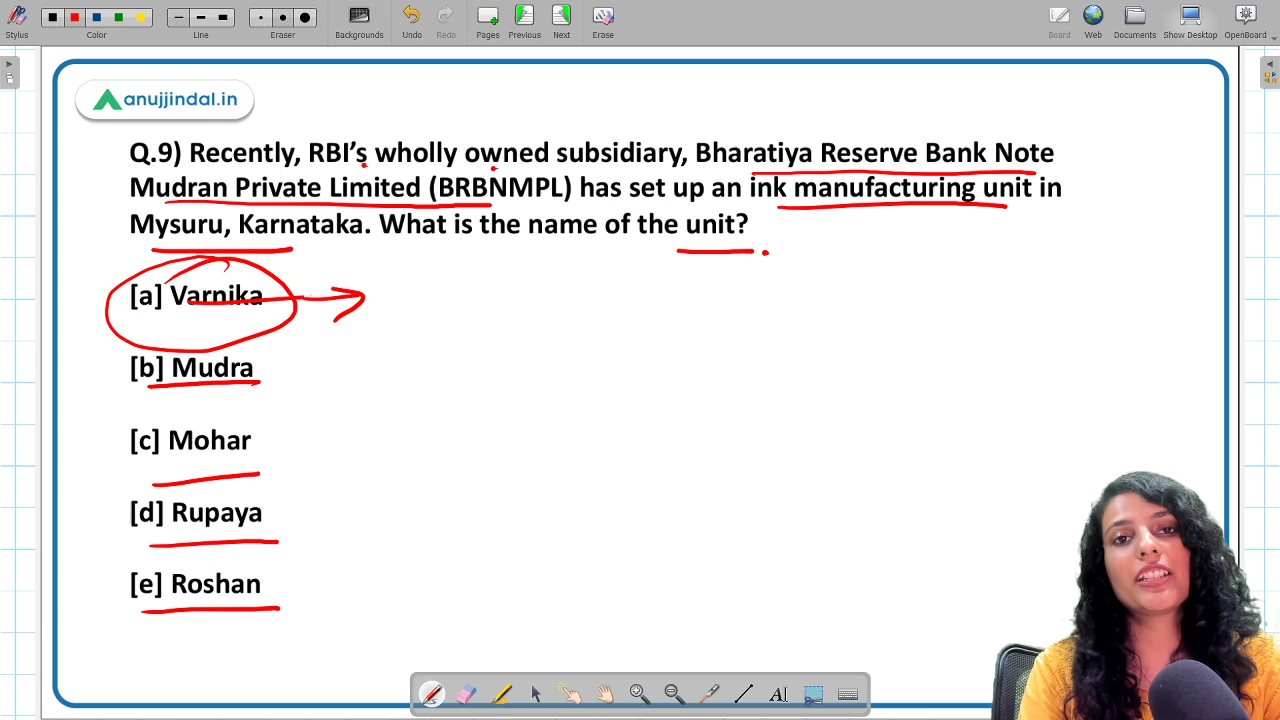 Stylus
Color
Line
Eraser
Backgrounds
Undo
Redo
Pages
Previous
Next
Erase
Board
Web
Documents
Show Desktop
OpenBoard
anujjindal.in
Q.9) Recently, RBI’s wholly owned subsidiary, Bharatiya Reserve Bank Note
Mudran Private Limited (BRBNMPL) has set up an ink manufacturing unit in
Mysuru, Karnataka. What is the name of the unit?
[a] Varnika
[b] Mudra
[c] Mohar
[d] Rupaya
[e] Roshan